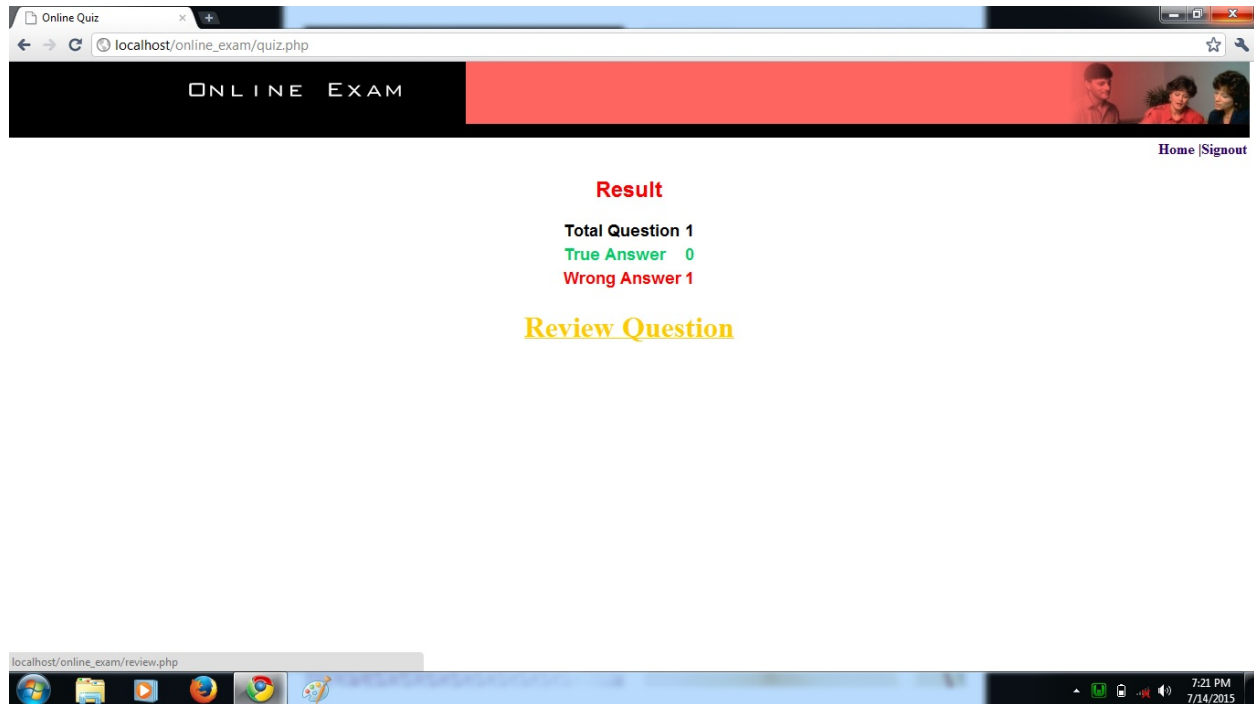 Online Quiz
localhost/online_exam/quiz.php
ONLINE EXAM
Home |Signout
Result
Total Question 1
True Answer 0
Wrong Answer 1
Review Question
localhost/online_exam/review.php
7:21 PM
7/14/2015